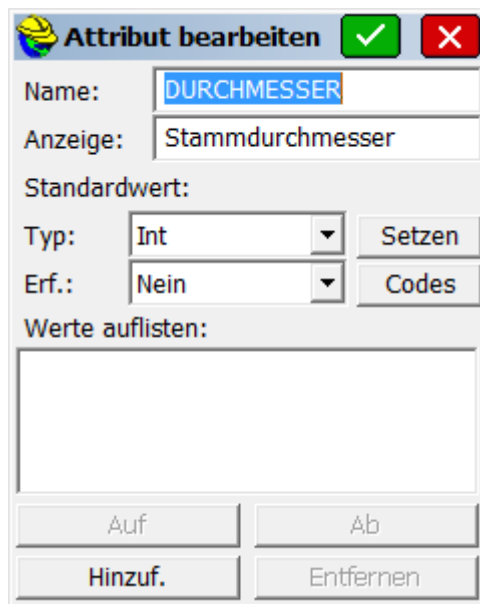 Attribut bearbeiten
Name: DURCHMESSER
Anzeige: Stammdurchmesser
Standardwert:
Typ: Int Setzen
Erf.: Nein Codes
Werte auflisten:
Auf Ab
Hinzuf. Entfernen